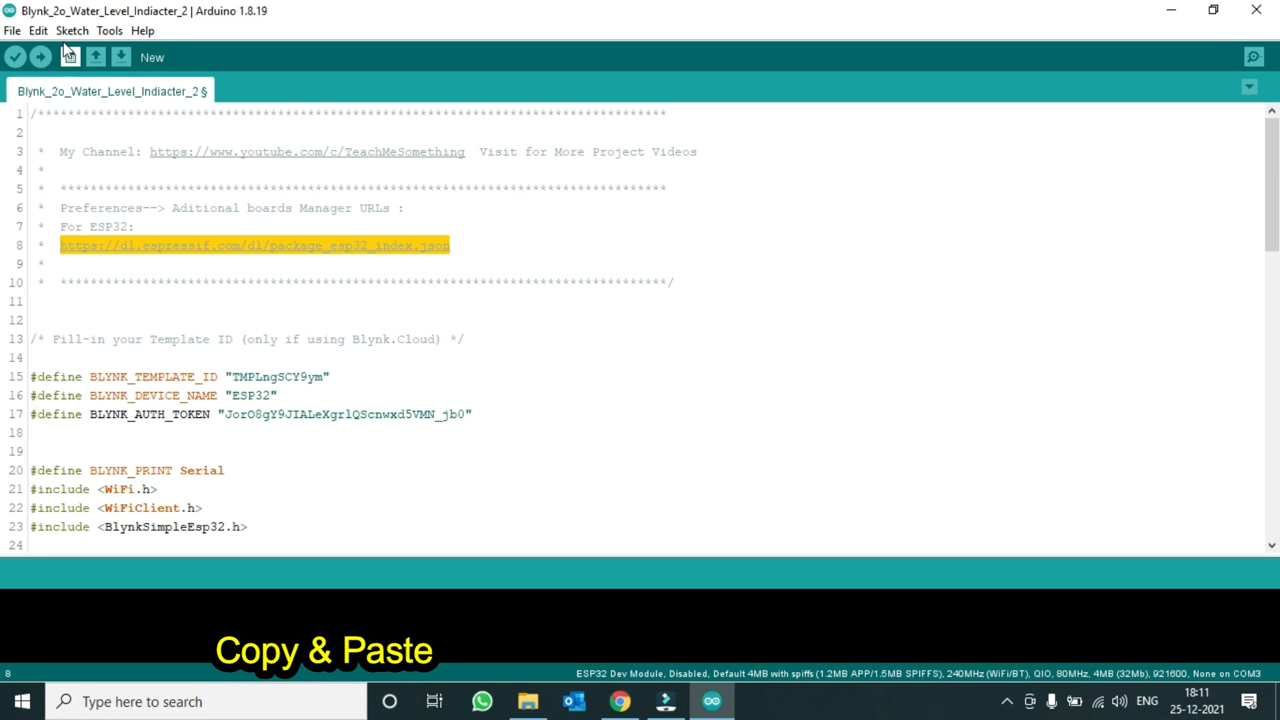 Blynk_2o_Water_Level_Indiacter_2 | Arduino 1.8.19
File Edit Sketch Tools Help
New
Blynk_2o_Water_Level_Indiacter_2 §
1 /************************************************************************************
2
3 * My Channel: https://www.youtube.com/c/TeachMeSomething Visit for More Project Videos
4 *
5 * *********************************************************************************
6 * Preferences--> Aditional boards Manager URLs :
7 * For ESP32:
8 * https://dl.espressif.com/dl/package_esp32_index.json
9 *
10 * *********************************************************************************/
11
12
13 /* Fill-in your Template ID (only if using Blynk.Cloud) */
14
15 #define BLYNK_TEMPLATE_ID "TMPLngSCY9ym"
16 #define BLYNK_DEVICE_NAME "ESP32"
17 #define BLYNK_AUTH_TOKEN "JorO8gY9JIALeXgrlQScnwxd5VMN_jb0"
18
19
20 #define BLYNK_PRINT Serial
21 #include <WiFi.h>
22 #include <WiFiClient.h>
23 #include <BlynkSimpleEsp32.h>
24
Copy & Paste
8 ESP32 Dev Module, Disabled, Default 4MB with spiffs (1.2MB APP/1.5MB SPIFFS), 240MHz (WiFi/BT), QIO, 80MHz, 4MB (32Mb), 921600, None on COM3
Type here to search
ENG
18:11
25-12-2021